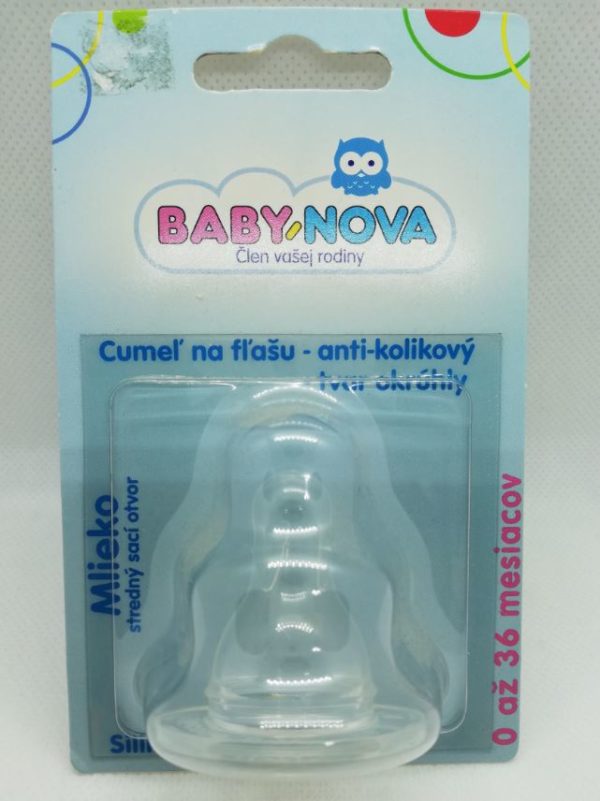 BABY NOVA
Člen vašej rodiny
Cumeľ na fľašu - anti-kolikový
tvar okrúhly
Mlieko
stredný sací otvor
0 až 36 mesiacov